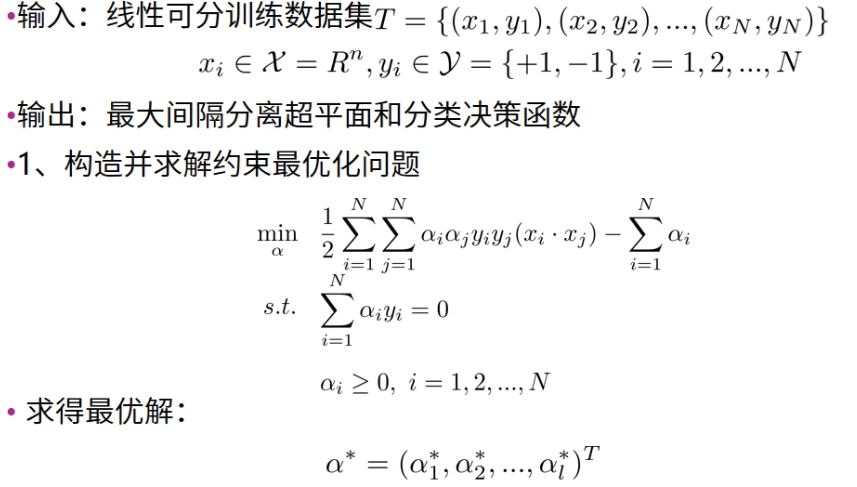 •输入：线性可分训练数据集$T = \{(x_1, y_1), (x_2, y_2), ..., (x_N, y_N)\}$
$x_i \in \mathcal{X} = R^n, y_i \in \mathcal{Y} = \{+1, -1\}, i = 1, 2, ..., N$
•输出：最大间隔分离超平面和分类决策函数
•1、构造并求解约束最优化问题
$\min_{\alpha} \quad \frac{1}{2} \sum_{i=1}^{N} \sum_{j=1}^{N} \alpha_i \alpha_j y_i y_j (x_i \cdot x_j) - \sum_{i=1}^{N} \alpha_i$
$s.t. \quad \sum_{i=1}^{N} \alpha_i y_i = 0$
$\alpha_i \geq 0, \ i = 1, 2, ..., N$
• 求得最优解：
$\alpha^* = (\alpha_1^*, \alpha_2^*, ..., \alpha_l^*)^T$